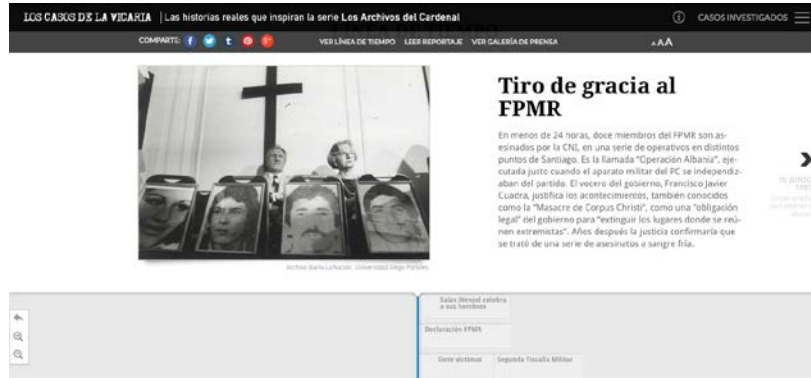 LOS CASOS DE LA VICARIA | Las historias reales que inspiran la serie Los Archivos del Cardenal
CASOS INVESTIGADOS
COMPARTE:
VER LÍNEA DE TIEMPO LEER REPORTAJE VER GALERÍA DE PRENSA
AAA
Tiro de gracia al
FPMR
En menos de 24 horas, doce miembros del FPMR son as-
esinados por la CNI, en una serie de operativos en distintos
puntos de Santiago. Es la llamada "Operación Albania", eje-
cutada justo cuando el aparato militar del PC se independiz-
aban del partido. El vocero del gobierno, Francisco Javier
Cuadra, justifica los acontecimientos, también conocidos
como la "Masacre de Corpus Christi", como una "obligación
legal" del gobierno para "extinguir los lugares donde se reú-
nen extremistas". Años después la justicia confirmaría que
se trató de una serie de asesinatos a sangre fría.
Archivo diario La Nación. Universidad Diego Portales
Salas Wenzel celebra
a sus hombres
Declaración FPMR
Siete víctimas
Segunda Fiscalía Militar